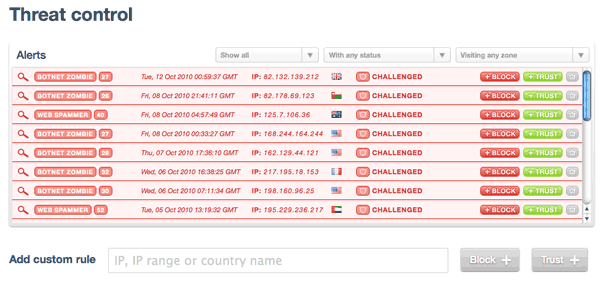 Threat control
Alerts
Show all
With any status
Visiting any zone
BOTNET ZOMBIE 27 Tue, 12 Oct 2010 00:59:37 GMT IP: 82.132.139.212 CHALLENGED + BLOCK + TRUST
BOTNET ZOMBIE 26 Fri, 08 Oct 2010 21:41:11 GMT IP: 82.178.69.123 CHALLENGED + BLOCK + TRUST
WEB SPAMMER 40 Fri, 08 Oct 2010 04:57:49 GMT IP: 125.7.106.36 CHALLENGED + BLOCK + TRUST
BOTNET ZOMBIE 27 Fri, 08 Oct 2010 00:33:27 GMT IP: 168.244.164.244 CHALLENGED + BLOCK + TRUST
BOTNET ZOMBIE Thu, 07 Oct 2010 17:36:10 GMT IP: 162.129.44.121 CHALLENGED + BLOCK + TRUST
BOTNET ZOMBIE 32 Wed, 06 Oct 2010 16:38:25 GMT IP: 217.195.18.153 CHALLENGED + BLOCK + TRUST
BOTNET ZOMBIE 30 Wed, 06 Oct 2010 07:11:34 GMT IP: 198.160.96.25 CHALLENGED + BLOCK + TRUST
WEB SPAMMER 52 Tue, 05 Oct 2010 13:19:32 GMT IP: 195.229.236.217 CHALLENGED + BLOCK + TRUST
Add custom rule
IP, IP range or country name
Block +
Trust +